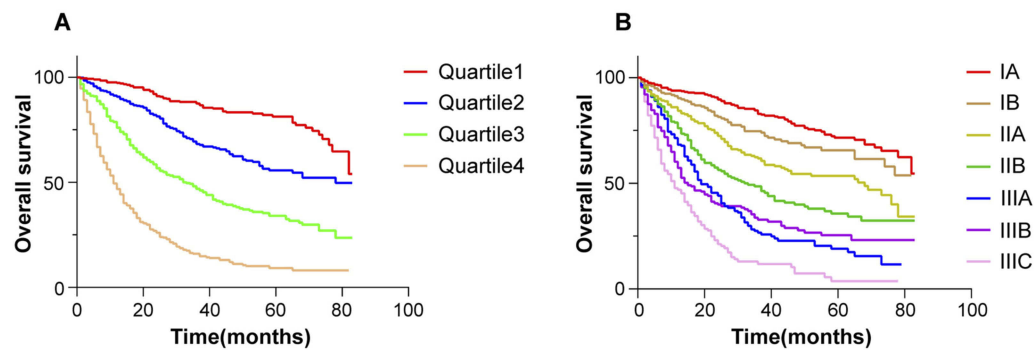 A
Overall survival
100
50
0
0
20
40
60
80
100
Time(months)
Quartile1
Quartile2
Quartile3
Quartile4
B
Overall survival
100
50
0
0
20
40
60
80
100
Time(months)
IA
IB
IIA
IIB
IIIA
IIIB
IIIC